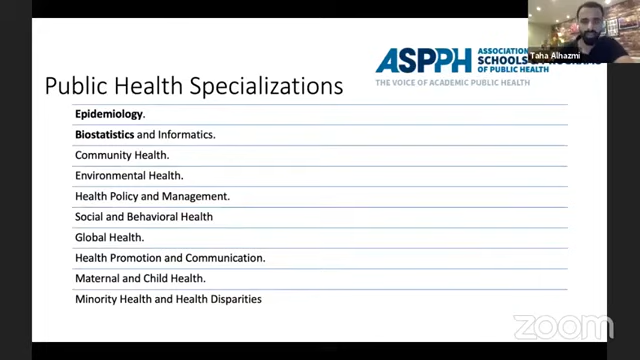 Taha Alhazmi
ASPPH
ASSOCIATION
SCHOOLS
OF PUBLIC HEALTH
THE VOICE OF ACADEMIC PUBLIC HEALTH
Public Health Specializations
Epidemiology.
Biostatistics and Informatics.
Community Health.
Environmental Health.
Health Policy and Management.
Social and Behavioral Health
Global Health.
Health Promotion and Communication.
Maternal and Child Health.
Minority Health and Health Disparities
zoom